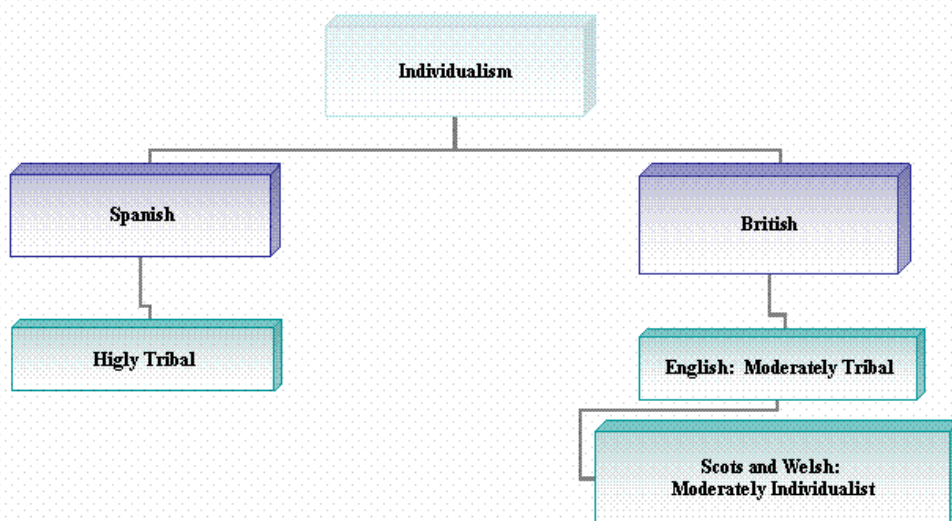 Individualism
Spanish
British
Higly Tribal
English: Moderately Tribal
Scots and Welsh:
Moderately Individualist